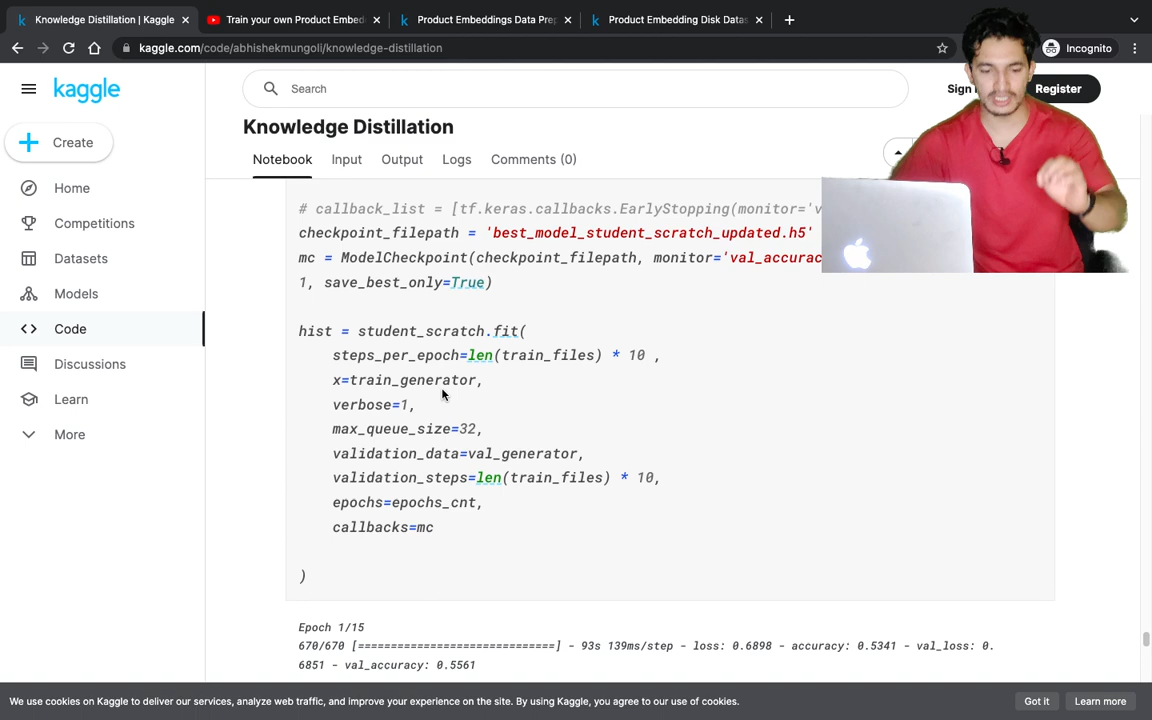 Knowledge Distillation | Kaggle
Train your own Product Embed
Product Embeddings Data Prep
Product Embedding Disk Datas
kaggle.com/code/abhishekmungoli/knowledge-distillation
Incognito
kaggle
Search
Sign
Register
Create
Home
Competitions
Datasets
Models
Code
Discussions
Learn
More
Knowledge Distillation
Notebook
Input
Output
Logs
Comments (0)
# callback_list = [tf.keras.callbacks.EarlyStopping(monitor='v
checkpoint_filepath = 'best_model_student_scratch_updated.h5'
mc = ModelCheckpoint(checkpoint_filepath, monitor='val_accurac
1, save_best_only=True)
hist = student_scratch.fit(
steps_per_epoch=len(train_files) * 10 ,
x=train_generator,
verbose=1,
max_queue_size=32,
validation_data=val_generator,
validation_steps=len(train_files) * 10,
epochs=epochs_cnt,
callbacks=mc
)
Epoch 1/15
670/670 [==============================] - 93s 139ms/step - loss: 0.6898 - accuracy: 0.5341 - val_loss: 0.
6851 - val_accuracy: 0.5561
We use cookies on Kaggle to deliver our services, analyze web traffic, and improve your experience on the site. By using Kaggle, you agree to our use of cookies.
Got it
Learn more